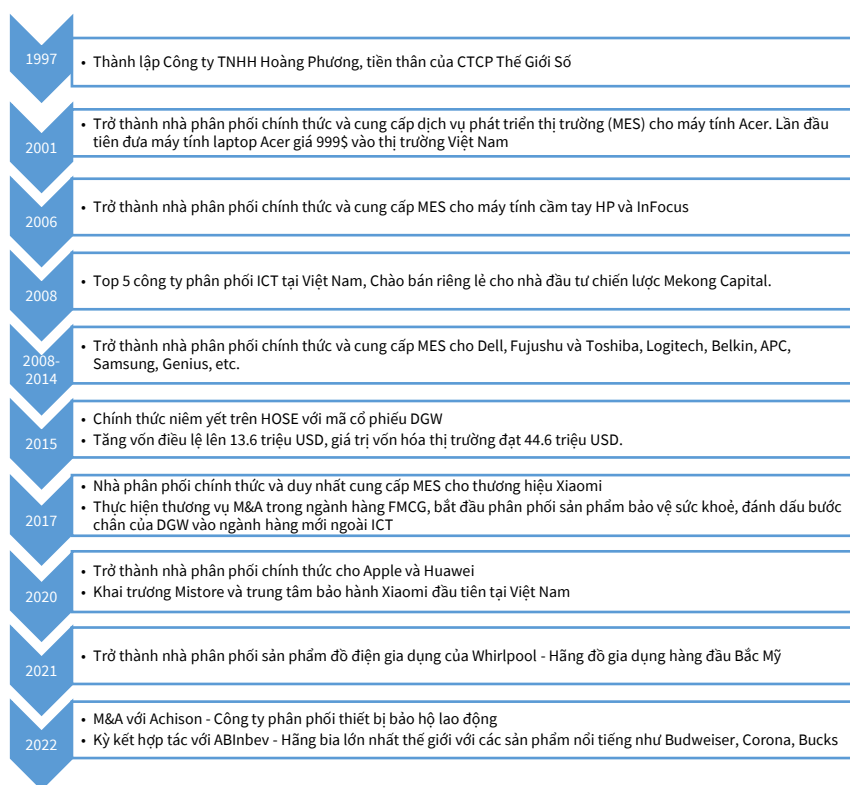 1997
• Thành lập Công ty TNHH Hoàng Phương, tiền thân của CTCP Thế Giới Số
2001
• Trở thành nhà phân phối chính thức và cung cấp dịch vụ phát triển thị trường (MES) cho máy tính Acer. Lần đầu
tiên đưa máy tính laptop Acer giá 999$ vào thị trường Việt Nam
2006
• Trở thành nhà phân phối chính thức và cung cấp MES cho máy tính cầm tay HP và InFocus
2008
• Top 5 công ty phân phối ICT tại Việt Nam, Chào bán riêng lẻ cho nhà đầu tư chiến lược Mekong Capital.
2008-
2014
• Trở thành nhà phân phối chính thức và cung cấp MES cho Dell, Fujushu và Toshiba, Logitech, Belkin, APC,
Samsung, Genius, etc.
2015
• Chính thức niêm yết trên HOSE với mã cổ phiếu DGW
• Tăng vốn điều lệ lên 13.6 triệu USD, giá trị vốn hóa thị trường đạt 44.6 triệu USD.
2017
• Nhà phân phối chính thức và duy nhất cung cấp MES cho thương hiệu Xiaomi
• Thực hiện thương vụ M&A trong ngành hàng FMCG, bắt đầu phân phối sản phẩm bảo vệ sức khoẻ, đánh dấu bước
chân của DGW vào ngành hàng mới ngoài ICT
2020
• Trở thành nhà phân phối chính thức cho Apple và Huawei
• Khai trương Mistore và trung tâm bảo hành Xiaomi đầu tiên tại Việt Nam
2021
• Trở thành nhà phân phối sản phẩm đồ điện gia dụng của Whirlpool - Hãng đồ gia dụng hàng đầu Bắc Mỹ
2022
• M&A với Achison - Công ty phân phối thiết bị bảo hộ lao động
• Kỳ kết hợp tác với ABInbev - Hãng bia lớn nhất thế giới với các sản phẩm nổi tiếng như Budweiser, Corona, Bucks